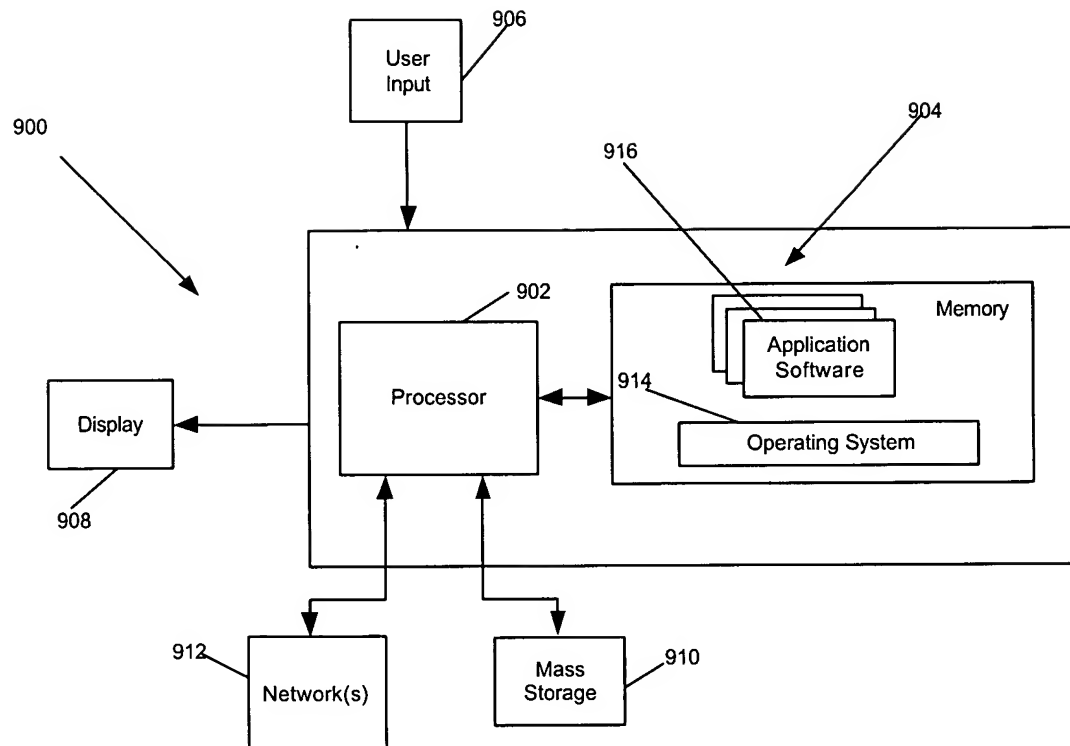 906
User
Input
900
904
916
902
Memory
Application
Software
Processor
914
Display
Operating System
908
912
Network(s)
Mass
Storage
910